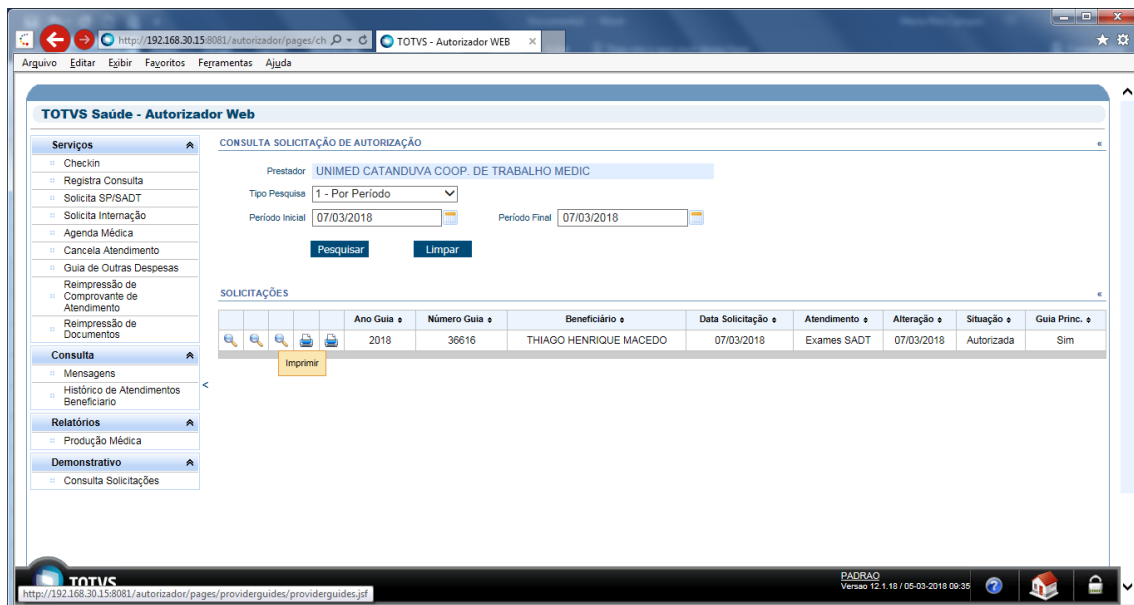 http://192.168.30.15:8081/autorizador/pages/ch
TOTVS - Autorizador WEB
Arquivo Editar Exibir Favoritos Ferramentas Ajuda
TOTVS Saúde - Autorizador Web
Serviços
Checkin
Registra Consulta
Solicita SP/SADT
Solicita Internação
Agenda Médica
Cancela Atendimento
Guia de Outras Despesas
Reimpressão de
Comprovante de
Atendimento
Reimpressão de
Documentos
Consulta
Mensagens
Histórico de Atendimentos
Beneficiario
Relatórios
Produção Médica
Demonstrativo
Consulta Solicitações
CONSULTA SOLICITAÇÃO DE AUTORIZAÇÃO
Prestador UNIMED CATANDUVA COOP. DE TRABALHO MEDIC
Tipo Pesquisa 1 - Por Período
Período Inicial 07/03/2018 Período Final 07/03/2018
Pesquisar Limpar
SOLICITAÇÕES
Ano Guia Número Guia Beneficiário Data Solicitação Atendimento Alteração Situação Guia Princ.
2018 36616 THIAGO HENRIQUE MACEDO 07/03/2018 Exames SADT 07/03/2018 Autorizada Sim
Imprimir
TOTVS
PADRAO
Versao 12.1.18 / 05-03-2018 09:35
http://192.168.30.15:8081/autorizador/pages/providerguides/providerguides.jsf